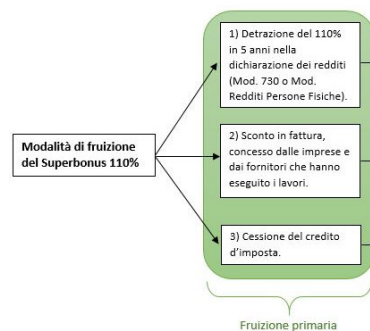 Modalità di fruizione
del Superbonus 110%
1) Detrazione del 110%
in 5 anni nella
dichiarazione dei redditi
(Mod. 730 o Mod.
Redditi Persone Fisiche).
2) Sconto in fattura,
concesso dalle imprese e
dai fornitori che hanno
eseguito i lavori.
3) Cessione del credito
d’imposta.
Fruizione primaria